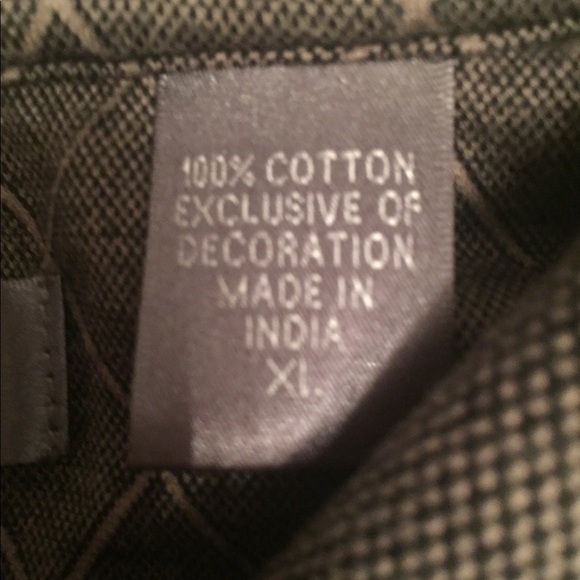 100% COTTON
EXCLUSIVE OF
DECORATION
MADE IN
INDIA
XL